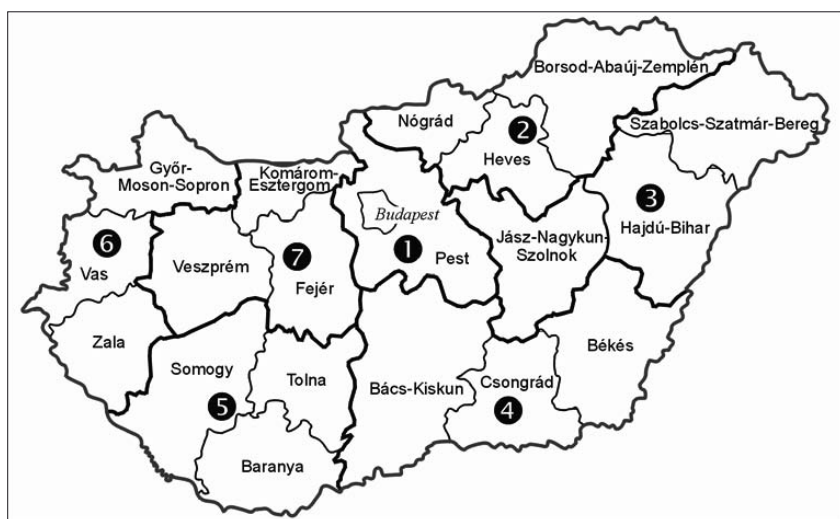 Borsod-Abaúj-Zemplén
Nógrád
2
Heves
Szabolcs-Szatmár-Bereg
Győr-
Moson-Sopron
Komárom-
Esztergom
3
Hajdú-Bihar
Budapest
1
Pest
Jász-Nagykun-
Szolnok
6
Vas
Veszprém
7
Fejér
Zala
Somogy
5
Tolna
Bács-Kiskun
Csongrád
4
Békés
Baranya